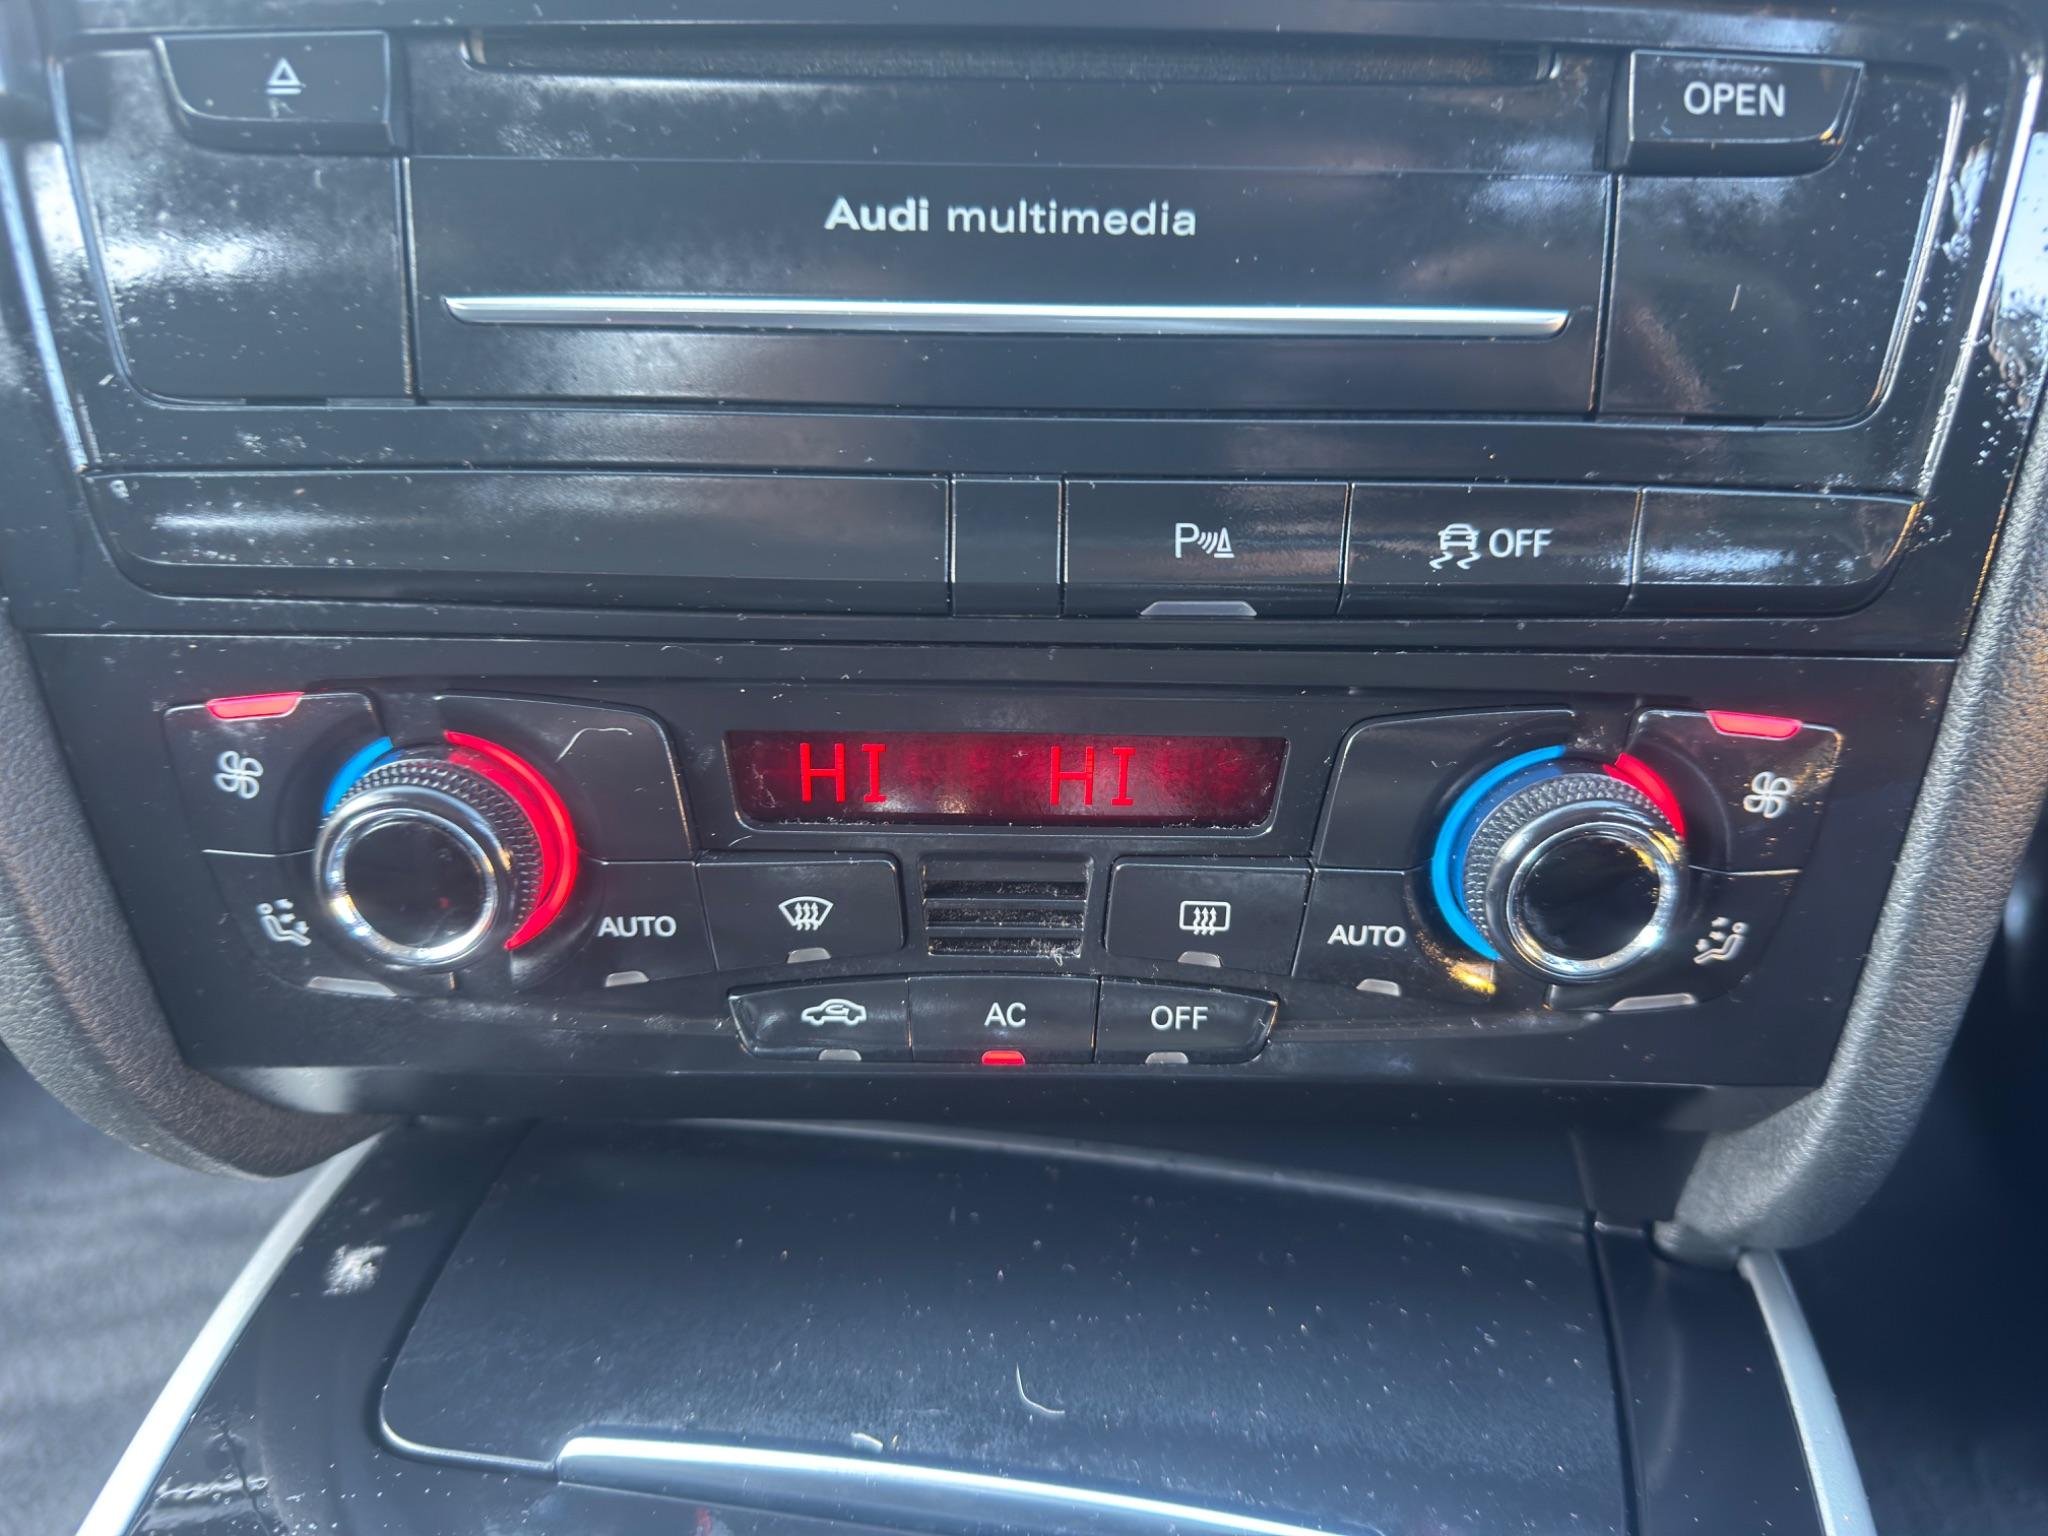 OPEN
Audi multimedia
P OFF
HI HI
AUTO AUTO
AC OFF